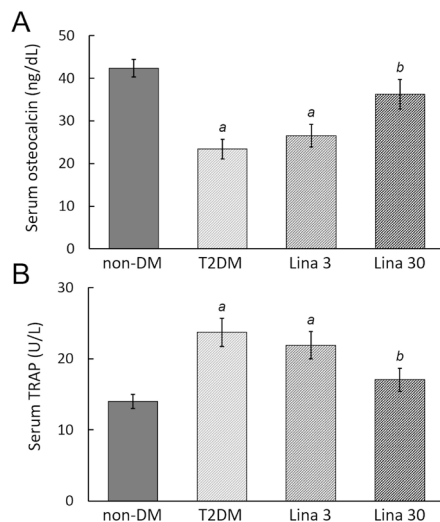 A
Serum osteocalcin (ng/dL)
50
40
30
20
10
0
a
a
b
non-DM T2DM Lina 3 Lina 30
B
Serum TRAP (U/L)
30
20
10
0
a
a
b
non-DM T2DM Lina 3 Lina 30